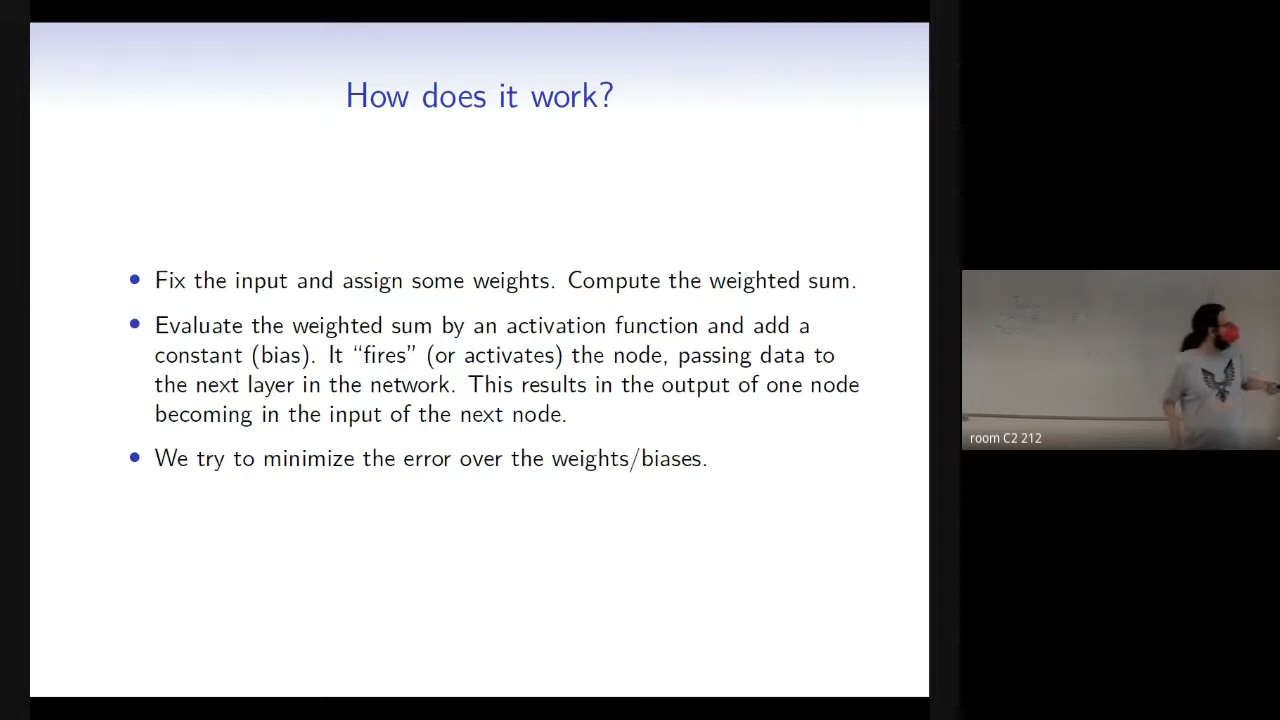 How does it work?
• Fix the input and assign some weights. Compute the weighted sum.
• Evaluate the weighted sum by an activation function and add a
constant (bias). It “fires” (or activates) the node, passing data to
the next layer in the network. This results in the output of one node
becoming in the input of the next node.
• We try to minimize the error over the weights/biases.
room C2 212